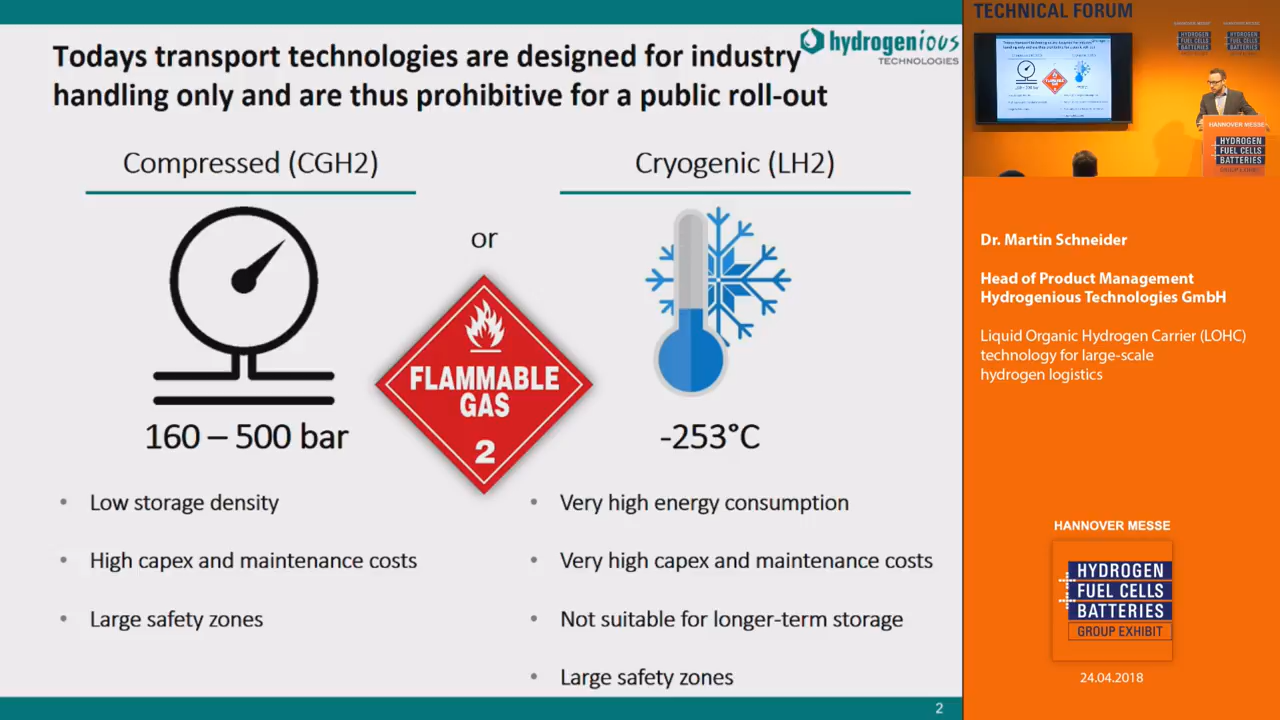 Todays transport technologies are designed for industry
handling only and are thus prohibitive for a public roll-out
hydrogenious
TECHNOLOGIES
Compressed (CGH2)
or
Cryogenic (LH2)
FLAMMABLE
GAS
2
160 – 500 bar
-253°C
• Low storage density
• High capex and maintenance costs
• Large safety zones
• Very high energy consumption
• Very high capex and maintenance costs
• Not suitable for longer-term storage
• Large safety zones
2
TECHNICAL FORUM
HANNOVER MESSE
HYDROGEN
FUEL CELLS
BATTERIES
GROUP EXHIBIT
Dr. Martin Schneider
Head of Product Management
Hydrogenious Technologies GmbH
Liquid Organic Hydrogen Carrier (LOHC)
technology for large-scale
hydrogen logistics
HANNOVER MESSE
HYDROGEN
FUEL CELLS
BATTERIES
GROUP EXHIBIT
24.04.2018